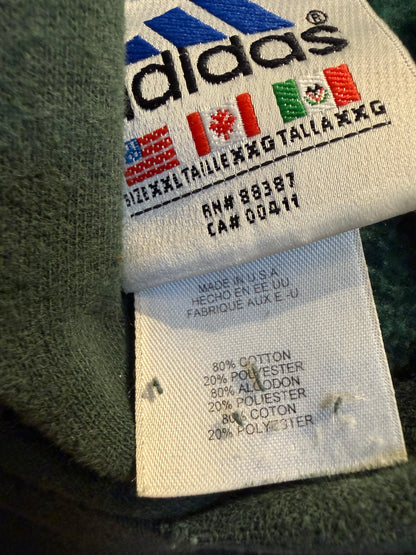 adidas
SIZE XXL TAILLE XXG TALLA XXG
RN# 88387
CA# 00411
MADE IN U.S.A
HECHO EN EE UU
FABRIQUE AUX E.-U
80% COTTON
20% POLYESTER
80% ALGODON
20% POLIESTER
80% COTON
20% POLYESTER